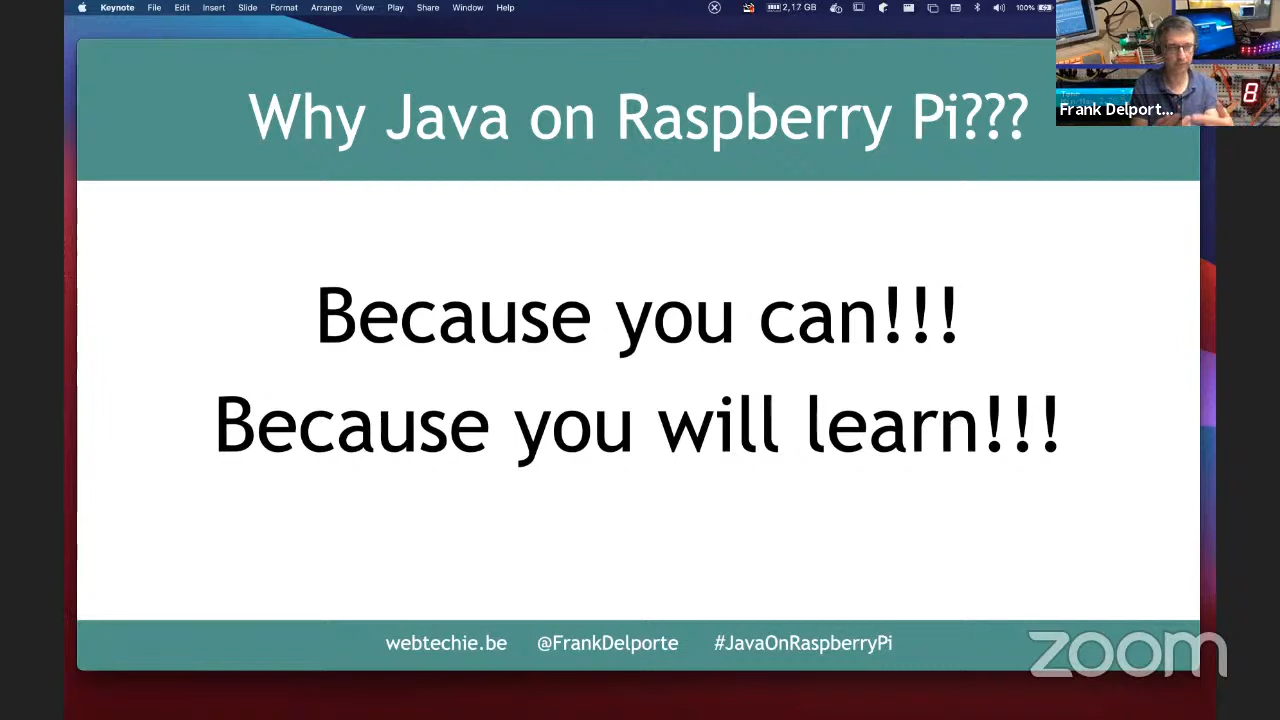 Keynote File Edit Insert Slide Format Arrange View Play Share Window Help 2,17 GB 100%
Frank Delport...
Why Java on Raspberry Pi???
Because you can!!!
Because you will learn!!!
webtechie.be @FrankDelporte #JavaOnRaspberryPi
zoom